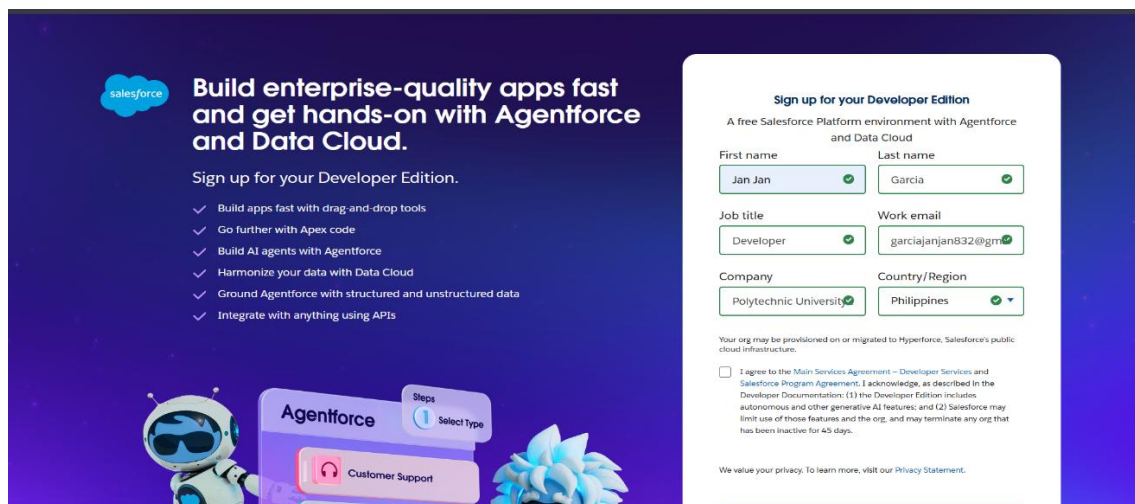 salesforce
Build enterprise-quality apps fast
and get hands-on with Agentforce
and Data Cloud.
Sign up for your Developer Edition.
Build apps fast with drag-and-drop tools
Go further with Apex code
Build AI agents with Agentforce
Harmonize your data with Data Cloud
Ground Agentforce with structured and unstructured data
Integrate with anything using APIs
Agentforce
Steps
1 Select Type
Customer Support
Sign up for your Developer Edition
A free Salesforce Platform environment with Agentforce
and Data Cloud
First name Last name
Jan Jan Garcia
Job title Work email
Developer garciajanjan832@gm
Company Country/Region
Polytechnic University Philippines
Your org may be provisioned on or migrated to Hyperforce, Salesforce's public
cloud infrastructure.
I agree to the Main Services Agreement – Developer Services and
Salesforce Program Agreement. I acknowledge, as described in the
Developer Documentation: (1) the Developer Edition includes
autonomous and other generative AI features; and (2) Salesforce may
limit use of those features and the org, and may terminate any org that
has been inactive for 45 days.
We value your privacy. To learn more, visit our Privacy Statement.